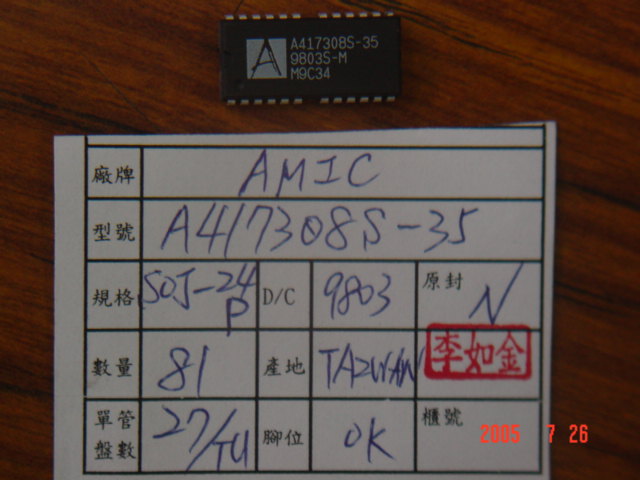 A
A417308S-35
9803S-M
M9C34
廠牌 AMIC
型號 A417308S-35
規格 SOJ-24P D/C 9803 原封 N
數量 81 產地 TAIWAN 李如金
單管盤數 27/TU 腳位 OK 櫃號
2005 7 26